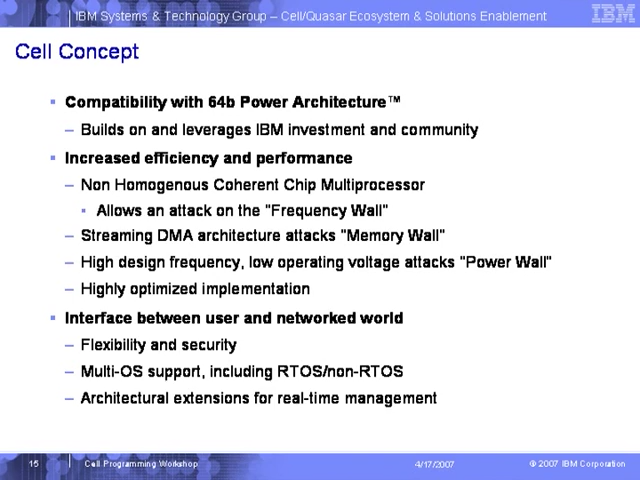 IBM Systems & Technology Group – Cell/Quasar Ecosystem & Solutions Enablement
IBM
Cell Concept
▪ Compatibility with 64b Power Architecture™
– Builds on and leverages IBM investment and community
▪ Increased efficiency and performance
– Non Homogenous Coherent Chip Multiprocessor
▪ Allows an attack on the "Frequency Wall"
– Streaming DMA architecture attacks "Memory Wall"
– High design frequency, low operating voltage attacks "Power Wall"
– Highly optimized implementation
▪ Interface between user and networked world
– Flexibility and security
– Multi-OS support, including RTOS/non-RTOS
– Architectural extensions for real-time management
15 Cell Programming Workshop 4/17/2007 © 2007 IBM Corporation